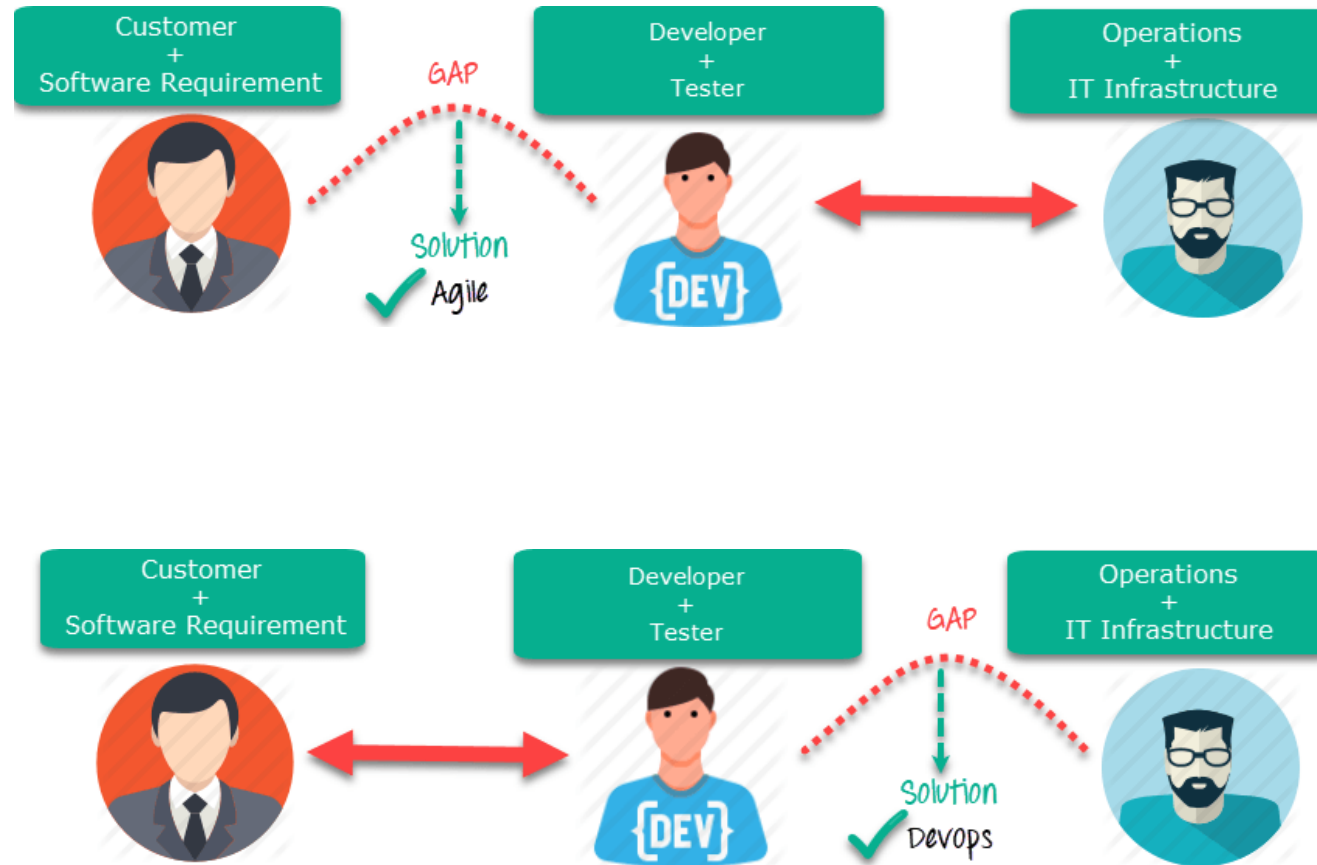 Customer
+
Software Requirement
GAP
Developer
+
Tester
Operations
+
IT Infrastructure
Solution
Agile
{DEV}
Customer
+
Software Requirement
Developer
+
Tester
GAP
Operations
+
IT Infrastructure
Solution
Devops
{DEV}